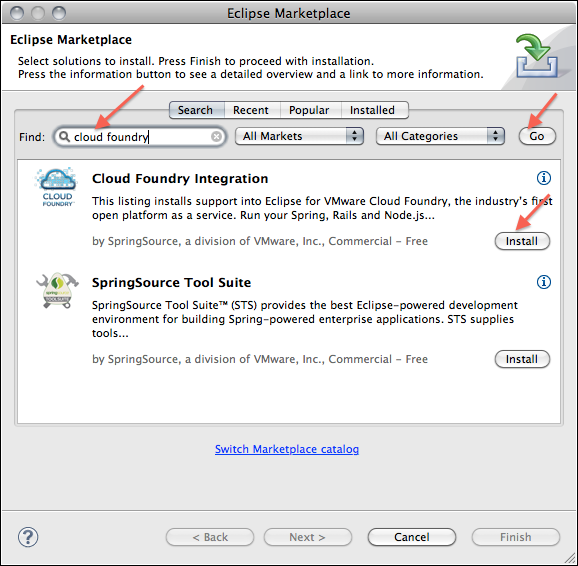 Eclipse Marketplace
Eclipse Marketplace
Select solutions to install. Press Finish to proceed with installation.
Press the information button to see a detailed overview and a link to more information.
Search Recent Popular Installed
Find: cloud foundry All Markets All Categories Go
Cloud Foundry Integration
CLOUD
FOUNDRY
This listing installs support into Eclipse for VMware Cloud Foundry, the industry's first
open platform as a service. Run your Spring, Rails and Node.js...
by SpringSource, a division of VMware, Inc., Commercial - Free Install
SpringSource Tool Suite
TOOLSUITE
SpringSource Tool Suite™ (STS) provides the best Eclipse-powered development
environment for building Spring-powered enterprise applications. STS supplies
tools...
by SpringSource, a division of VMware, Inc., Commercial - Free Install
Switch Marketplace catalog
? < Back Next > Cancel Finish